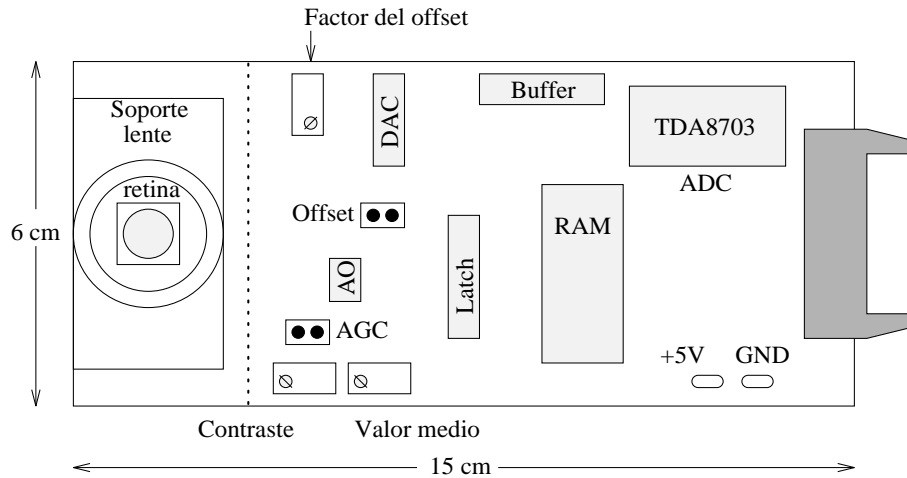 Factor del offset
Soporte
lente
DAC
Buffer
TDA8703
ADC
retina
Offset
RAM
6 cm
AO
Latch
AGC
+5V GND
Contraste Valor medio
15 cm